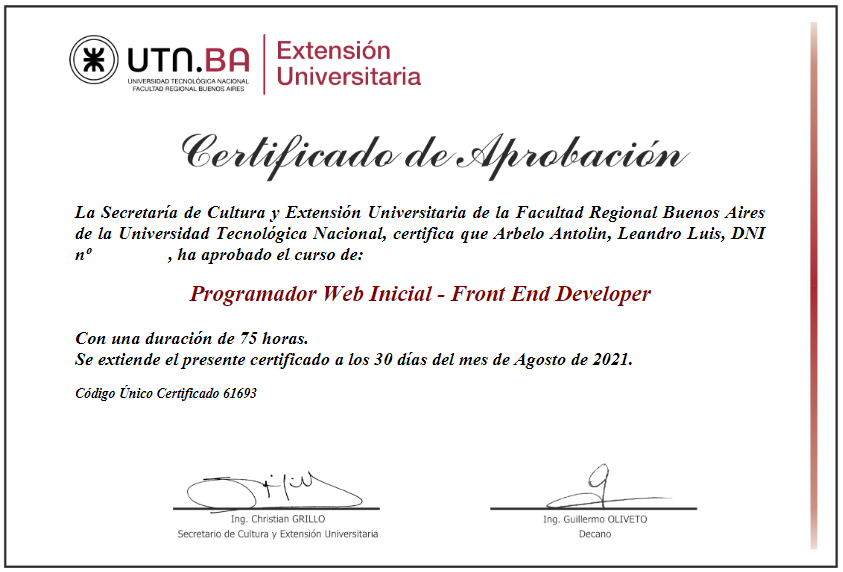 UTN.BA
UNIVERSIDAD TECNOLÓGICA NACIONAL
FACULTAD REGIONAL BUENOS AIRES
Extensión
Universitaria
Certificado de Aprobación
La Secretaría de Cultura y Extensión Universitaria de la Facultad Regional Buenos Aires
de la Universidad Tecnológica Nacional, certifica que Arbelo Antolin, Leandro Luis, DNI
nº , ha aprobado el curso de:
Programador Web Inicial - Front End Developer
Con una duración de 75 horas.
Se extiende el presente certificado a los 30 días del mes de Agosto de 2021.
Código Único Certificado 61693
Ing. Christian GRILLO
Secretario de Cultura y Extensión Universitaria
Ing. Guillermo OLIVETO
Decano